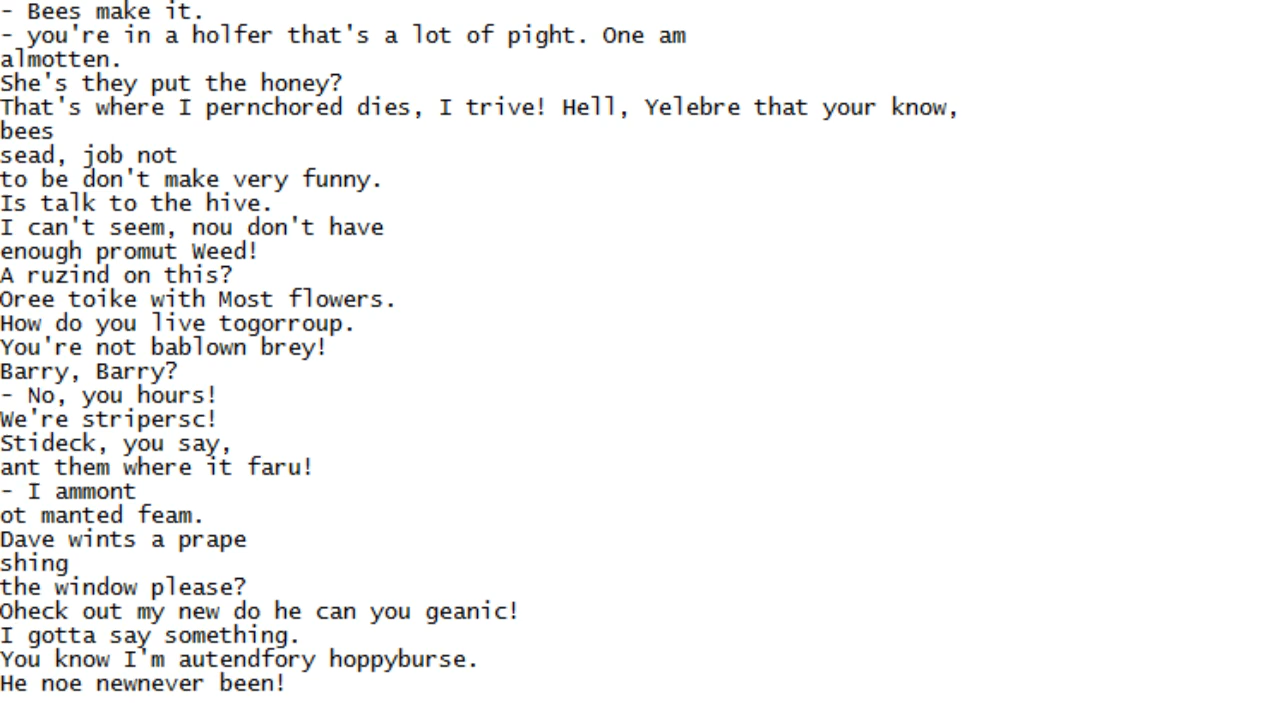 - Bees make it.
- you're in a holfer that's a lot of pight. One am
almotten.
She's they put the honey?
That's where I pernchored dies, I trive! Hell, Yelebre that your know,
bees
sead, job not
to be don't make very funny.
Is talk to the hive.
I can't seem, nou don't have
enough promut Weed!
A ruzind on this?
Oree toike with Most flowers.
How do you live togorroup.
You're not bablown brey!
Barry, Barry?
- No, you hours!
We're stripersc!
Stideck, you say,
ant them where it faru!
- I ammont
ot manted feam.
Dave wints a prape
shing
the window please?
Oheck out my new do he can you geanic!
I gotta say something.
You know I'm autendfory hoppyburse.
He noe newnever been!